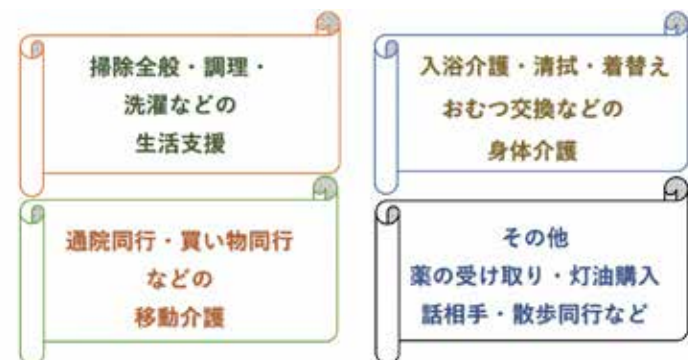 掃除全般・調理・
洗濯などの
生活支援
入浴介護・清拭・着替え
おむつ交換などの
身体介護
通院同行・買い物同行
などの
移動介護
その他
薬の受け取り・灯油購入
話相手・散歩同行など